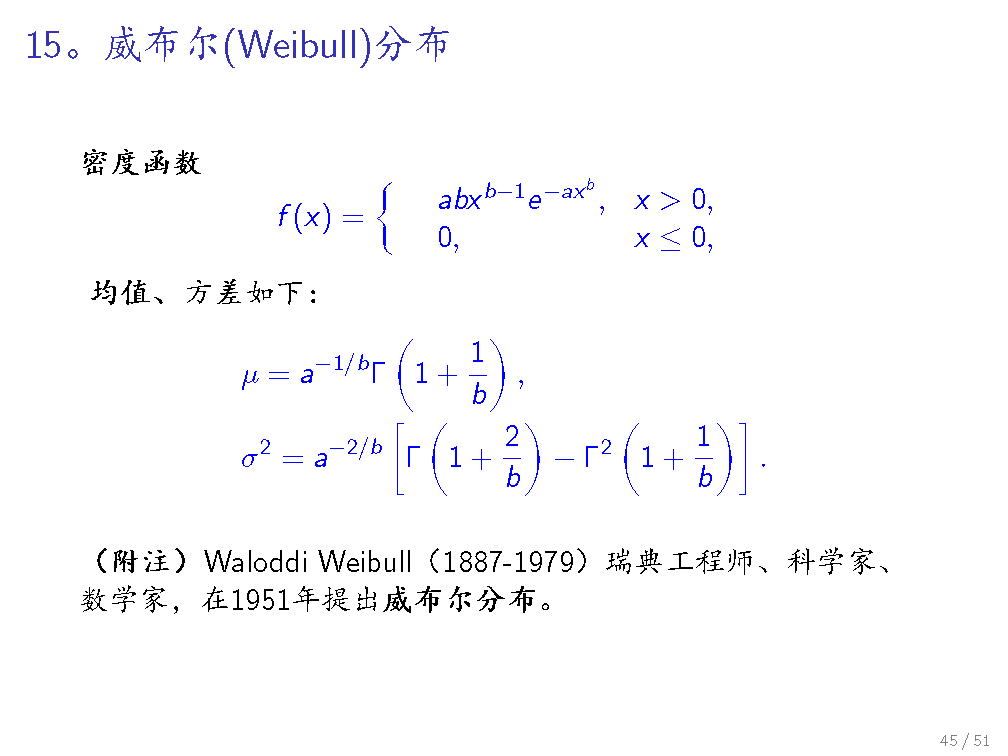 15。威布尔(Weibull)分布
密度函数
f(x) = { abx^{b−1}e^{−ax^b}, x > 0,
0, x ≤ 0,
均值、方差如下：
μ = a^{−1/b}Γ(1 + 1/b),
σ² = a^{−2/b}[Γ(1 + 2/b) − Γ²(1 + 1/b)].
（附注）Waloddi Weibull（1887-1979）瑞典工程师、科学家、
数学家，在1951年提出威布尔分布。
45 / 51